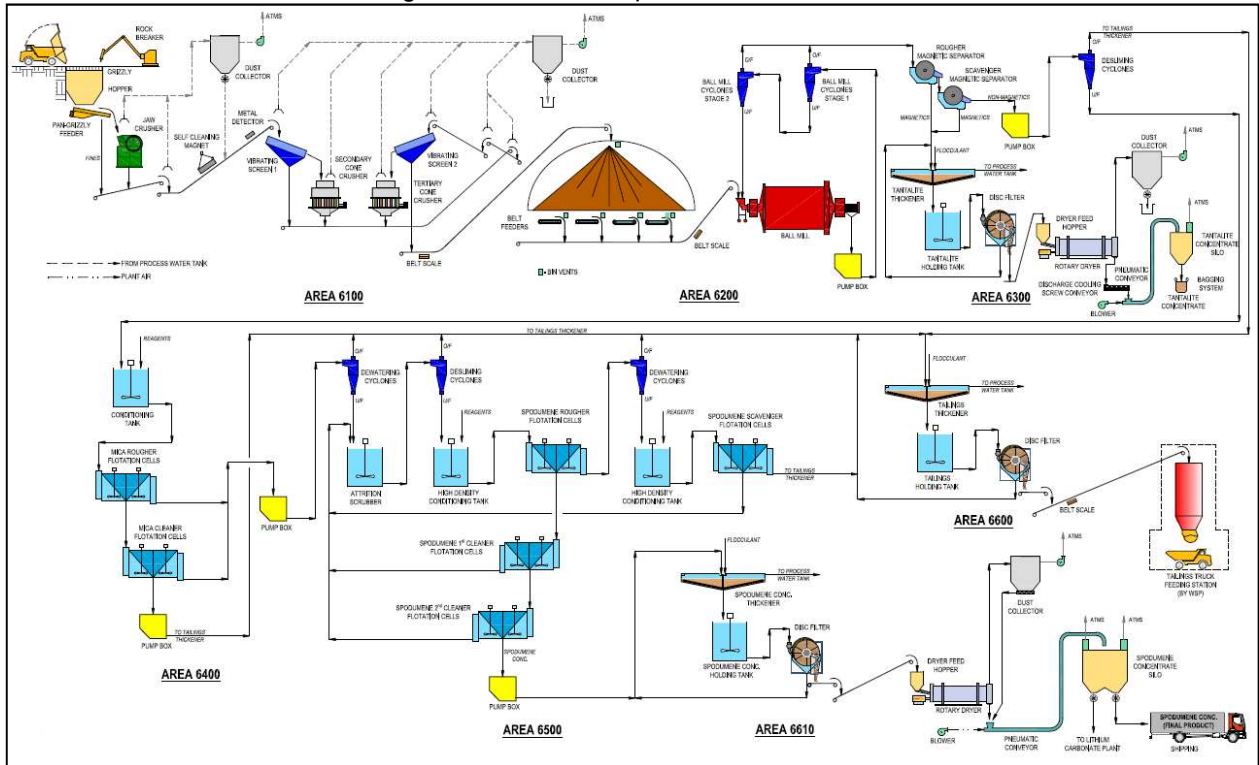 ATMS
ROCK
BREAKER
GRIZZLY
HOPPER
PAN-GRIZZLY
FEEDER
FINES
JAW
CRUSHER
SELF CLEANING
MAGNET
METAL
DETECTOR
DUST
COLLECTOR
VIBRATING
SCREEN 1
SECONDARY
CONE
CRUSHER
VIBRATING
SCREEN 2
TERTIARY
CONE
CRUSHER
BELT SCALE
ATMS
DUST
COLLECTOR
FROM PROCESS WATER TANK
PLANT AIR
AREA 6100
BELT
FEEDERS
BELT SCALE
- BIN VENTS
O/F
BALL MILL
CYCLONES
STAGE 2
U/F
O/F
BALL MILL
CYCLONES
STAGE 1
U/F
BALL MILL
PUMP BOX
AREA 6200
ROUGHER
MAGNETIC SEPARATOR
SCAVENGER
MAGNETIC SEPARATOR
NON-MAGNETICS
MAGNETICS
MAGNETICS
PUMP BOX
TO TAILINGS
THICKENER
O/F
DESLIMING
CYCLONES
U/F
FLOCCULANT
TO PROCESS
WATER TANK
TANTALITE
THICKENER
DISC FILTER
TANTALITE
HOLDING TANK
DRYER FEED
HOPPER
ROTARY DRYER
DUST
COLLECTOR
ATMS
ATMS
TANTALITE
CONCENTRATE
SILO
PNEUMATIC
CONVEYOR
DISCHARGE COOLING
SCREW CONVEYOR
BLOWER
BAGGING
SYSTEM
TANTALITE
CONCENTRATE
AREA 6300
REAGENTS
CONDITIONING
TANK
MICA ROUGHER
FLOTATION CELLS
MICA CLEANER
FLOTATION CELLS
PUMP BOX
TO TAILINGS
THICKENER
PUMP BOX
AREA 6400
TO TAILINGS THICKENER
O/F
DEWATERING
CYCLONES
U/F
ATTRITION
SCRUBBER
O/F
DESLIMING
CYCLONES
U/F
REAGENTS
HIGH DENSITY
CONDITIONING TANK
SPODUMENE ROUGHER
FLOTATION CELLS
O/F
DEWATERING
CYCLONES
U/F
REAGENTS
HIGH DENSITY
CONDITIONING TANK
SPODUMENE SCAVENGER
FLOTATION CELLS
TO TAILINGS
THICKENER
SPODUMENE 1ST CLEANER
FLOTATION CELLS
SPODUMENE CLEANER
FLOTATION CELLS
SPODUMENE
CONC.
PUMP BOX
AREA 6500
FLOCCULANT
TO PROCESS
WATER TANK
TAILINGS
THICKENER
DISC FILTER
TAILINGS
HOLDING TANK
AREA 6600
BELT SCALE
TAILINGS TRUCK
FEEDING STATION
(BY WSP)
FLOCCULANT
TO PROCESS
WATER TANK
SPODUMENE CONC.
THICKENER
DISC FILTER
SPODUMENE CONC.
HOLDING TANK
AREA 6610
DRYER FEED
HOPPER
ROTARY DRYER
ATMS
DUST
COLLECTOR
BLOWER
PNEUMATIC
CONVEYOR
ATMS
ATMS
SPODUMENE
CONCENTRATE
SILO
TO LITHIUM
CARBONATE PLANT
SPODUMENE CONC.
(FINAL PRODUCT)
SHIPPING